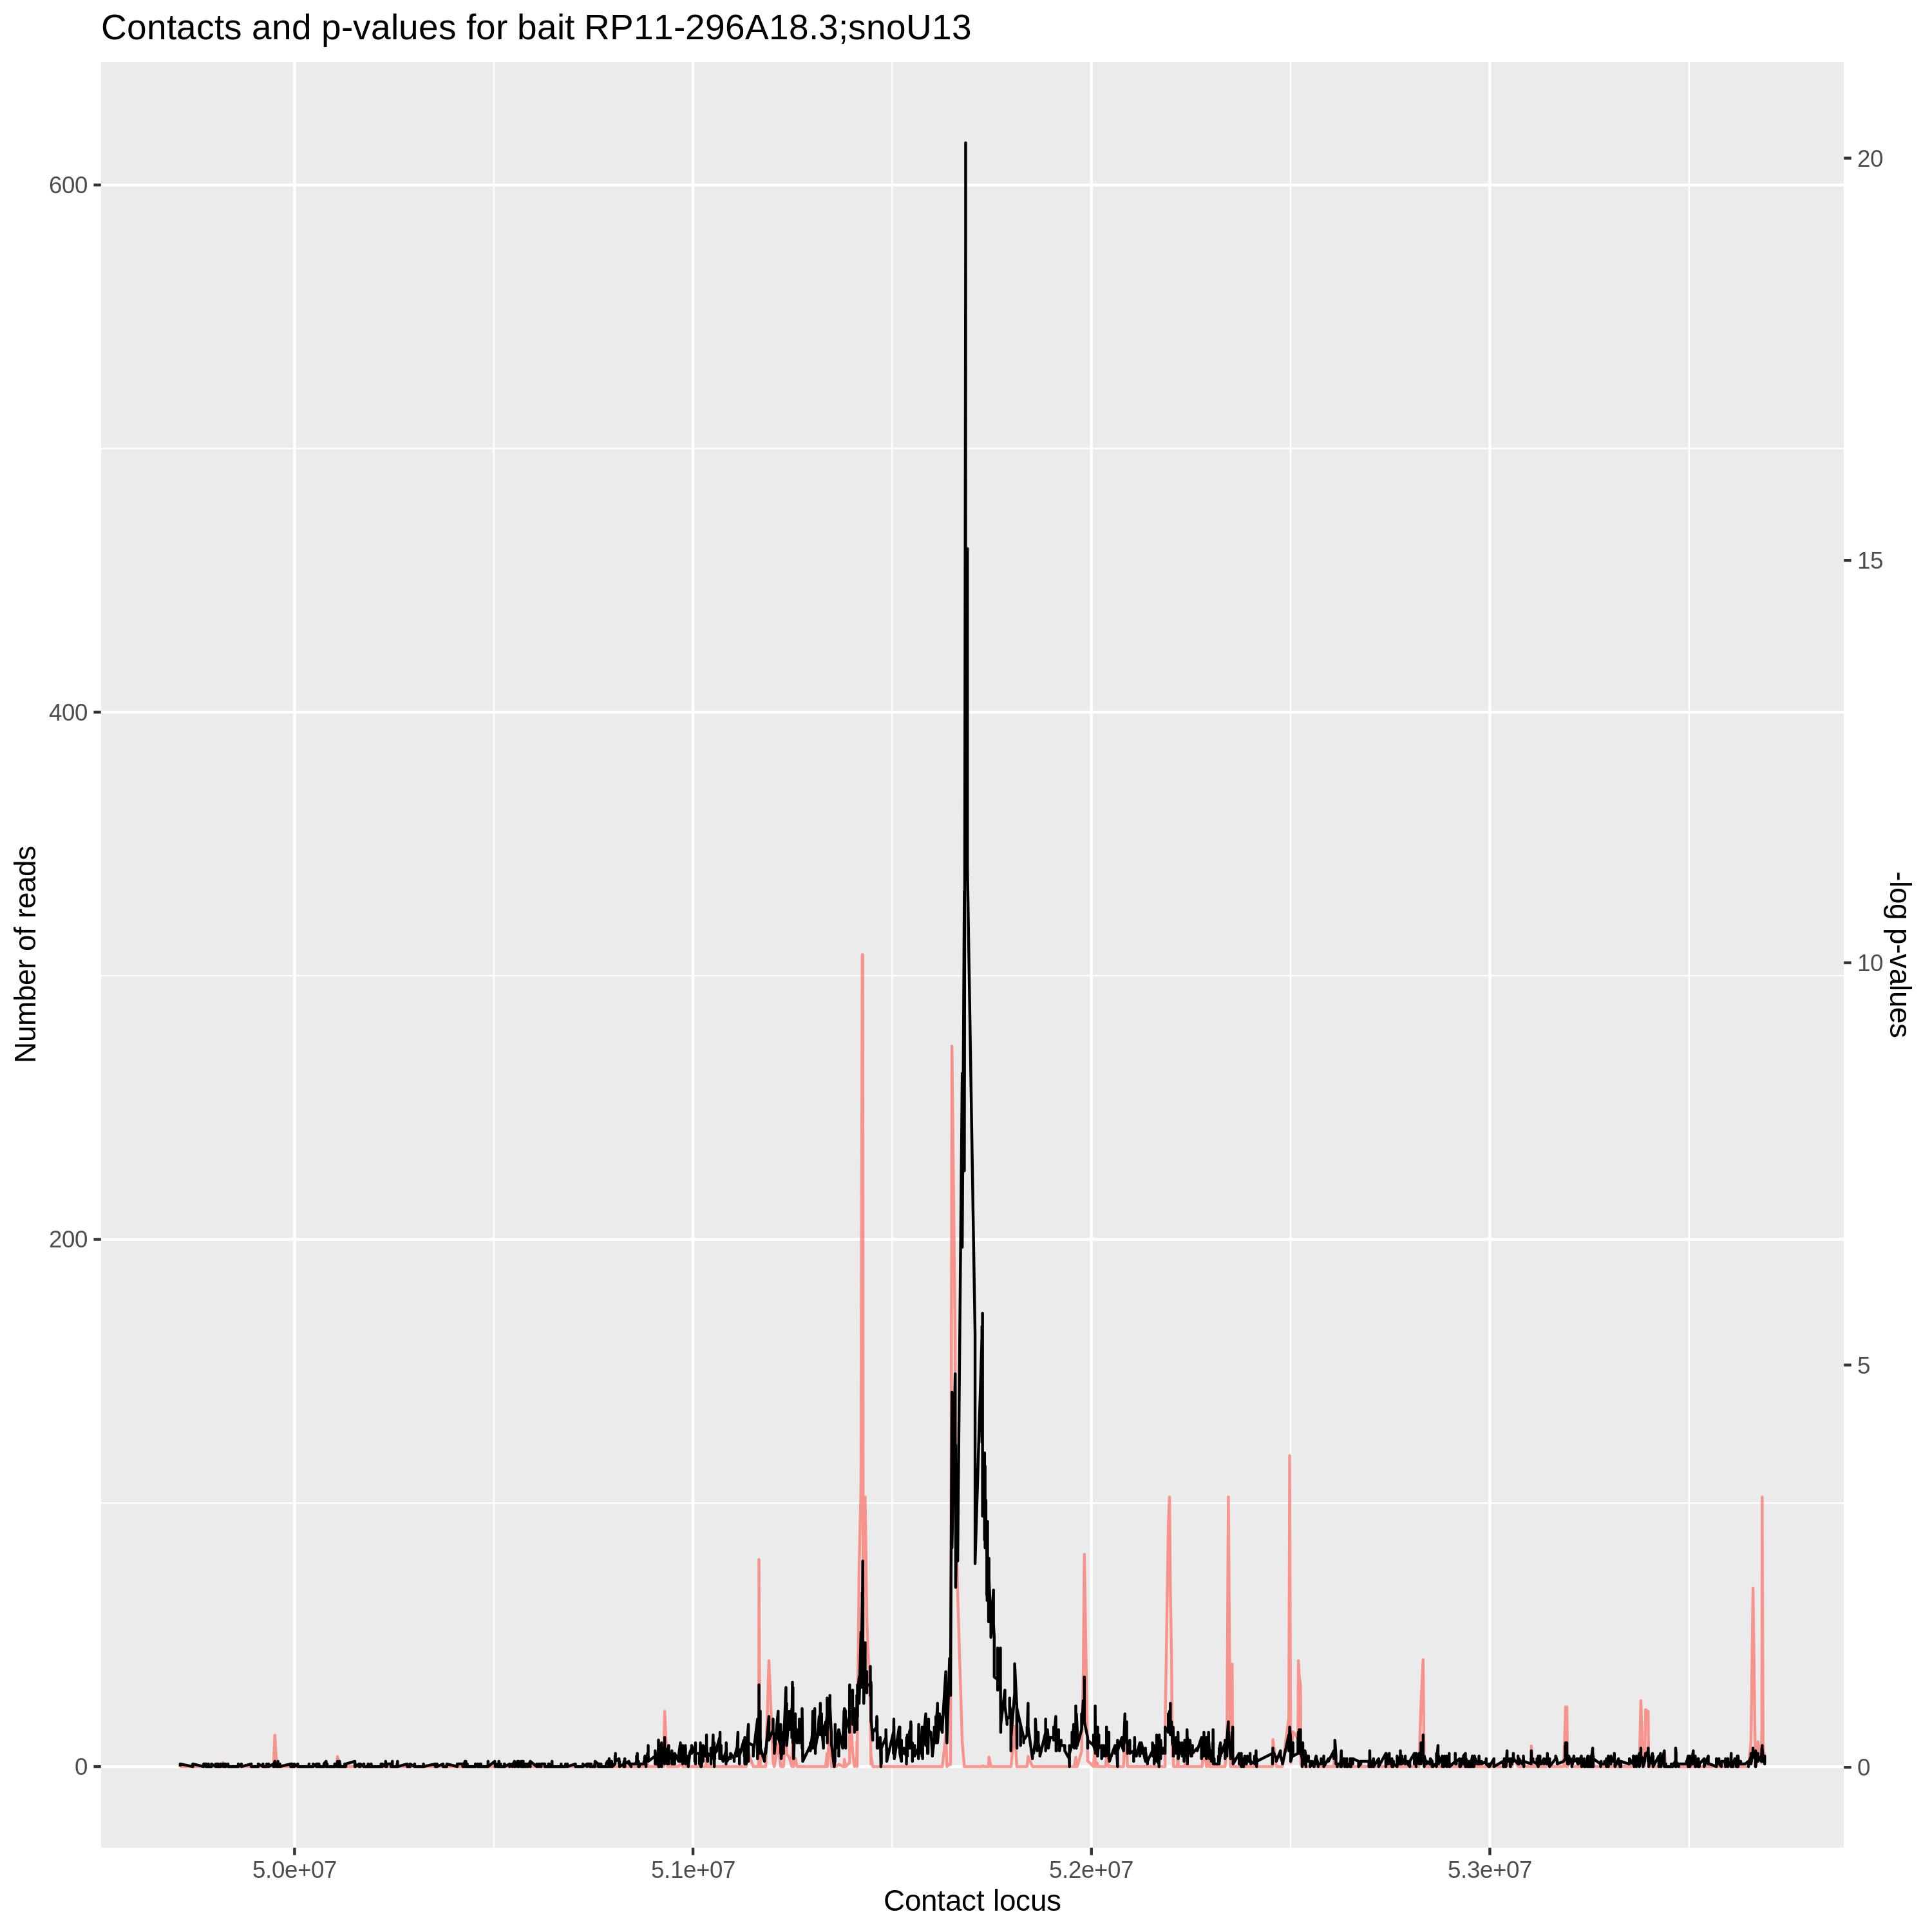 Contacts and p-values for bait RP11-296A18.3;snoU13
600
400
200
0
Number of reads
20
15
10
5
0
-log p-values
5.0e+07
5.1e+07
5.2e+07
5.3e+07
Contact locus